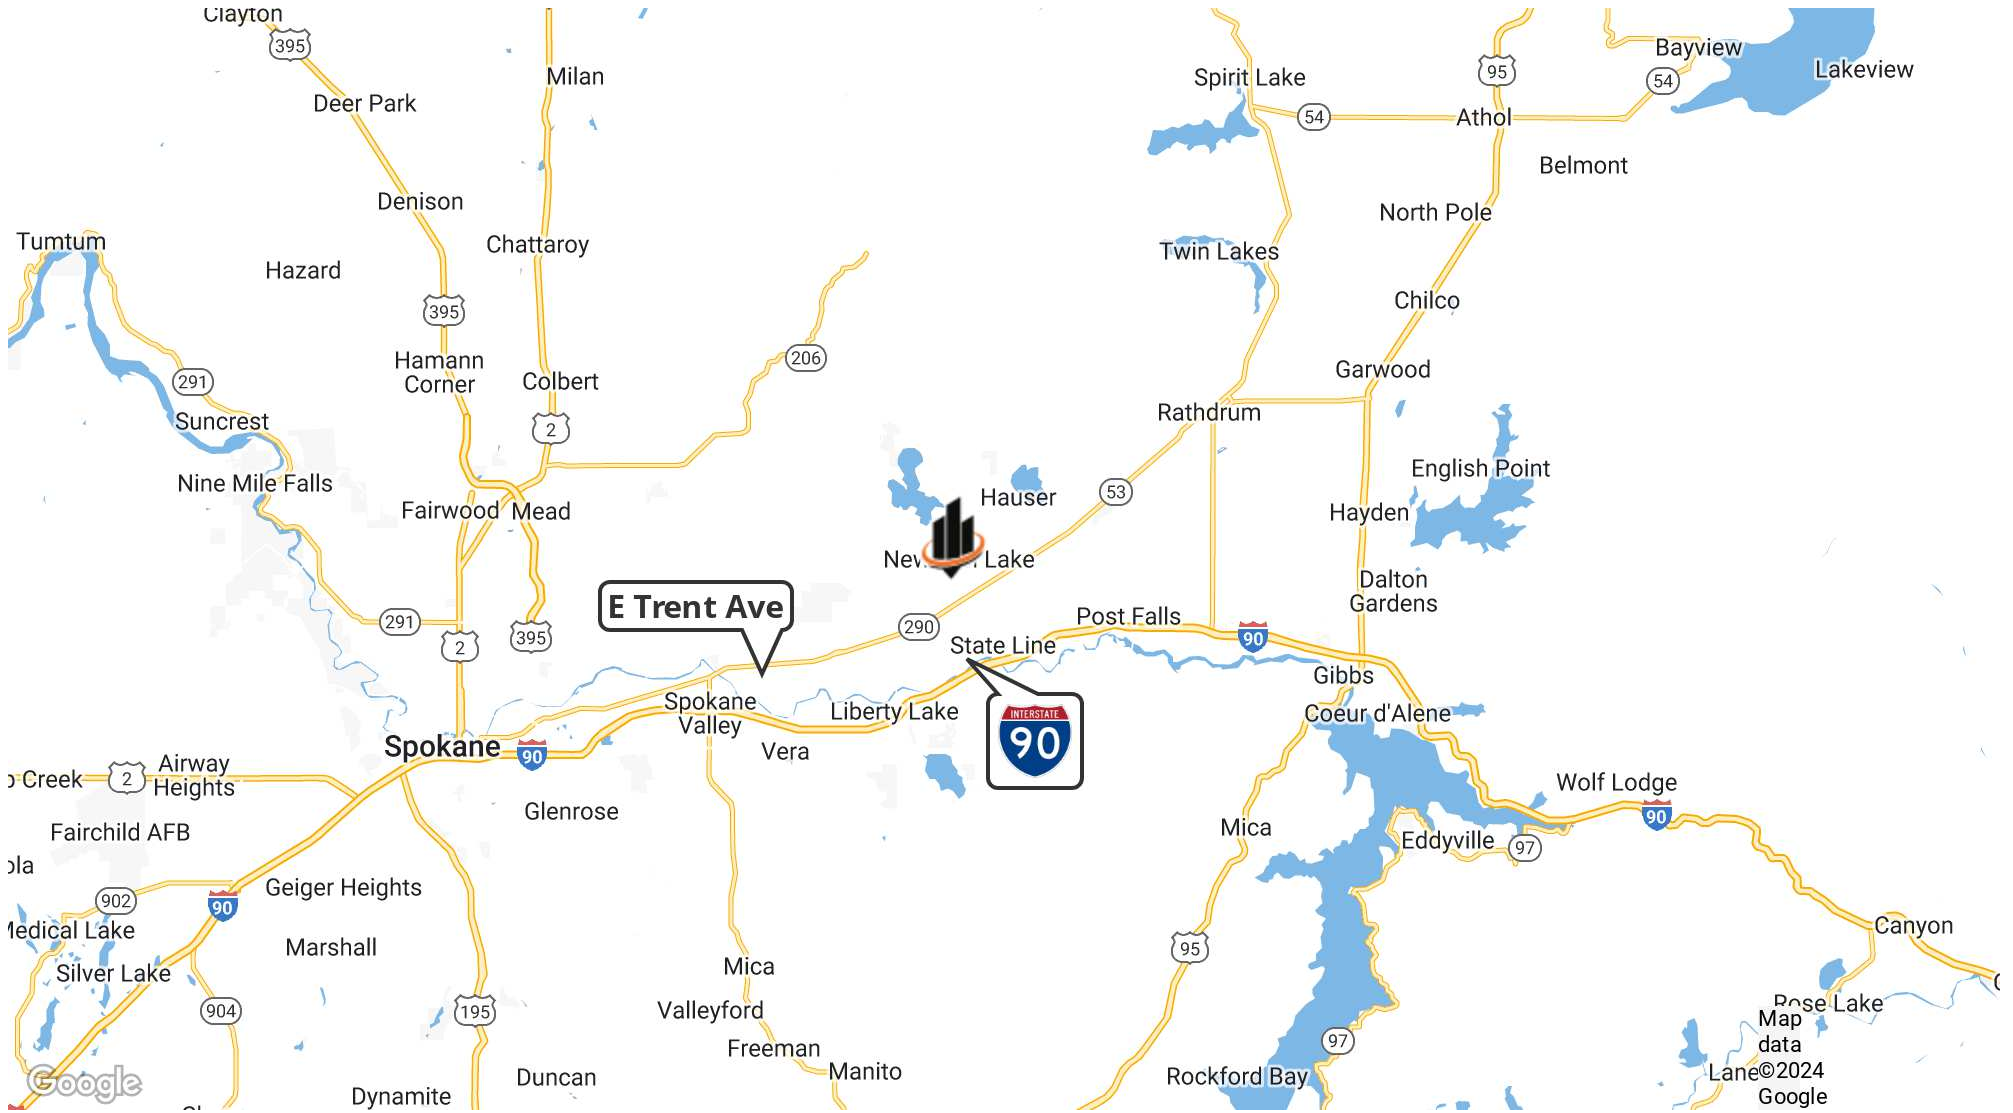 Clayton
395
Milan
Deer Park
Spirit Lake
54
95
Athol
Bayview
54
Lakeview
Belmont
Denison
North Pole
Tumtum
Chattaroy
Hazard
Twin Lakes
395
Chilco
206
Hamann
Corner
Colbert
Garwood
291
Suncrest
2
Rathdrum
Nine Mile Falls
English Point
Hauser
53
Fairwood
Mead
Hayden
Lake
Dalton
Gardens
E Trent Ave
291
2
395
290
Post Falls
90
State Line
Gibbs
Spokane
Valley
Liberty Lake
INTERSTATE
90
Coeur d'Alene
Spokane
90
Vera
2
Airway
Heights
Creek
Wolf Lodge
Glenrose
90
Fairchild AFB
Mica
Eddyville
97
902
90
Geiger Heights
Medical Lake
Marshall
95
Canyon
Silver Lake
Mica
904
195
Valleyford
Rose Lake
97
Freeman
Manito
Google
Dynamite
Duncan
Rockford Bay
Lane
Map
data
©2024
Google